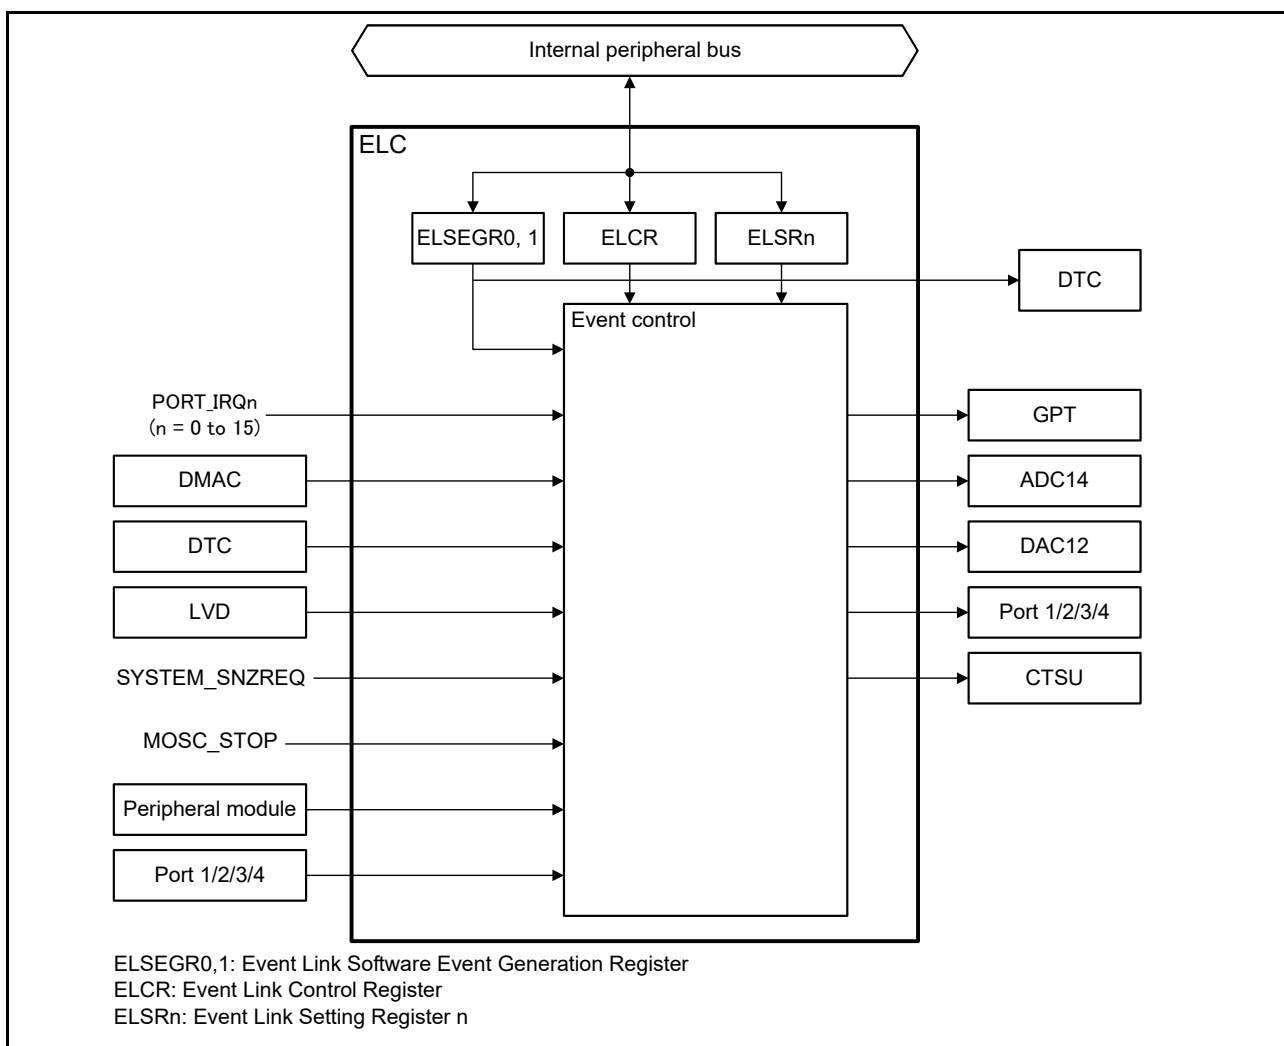 Internal peripheral bus
ELC
ELSEGR0, 1
ELCR
ELSRn
DTC
Event control
PORT_IRQn
(n = 0 to 15)
GPT
DMAC
ADC14
DTC
DAC12
LVD
Port 1/2/3/4
SYSTEM_SNZREQ
CTSU
MOSC_STOP
Peripheral module
Port 1/2/3/4
ELSEGR0,1: Event Link Software Event Generation Register
ELCR: Event Link Control Register
ELSRn: Event Link Setting Register n